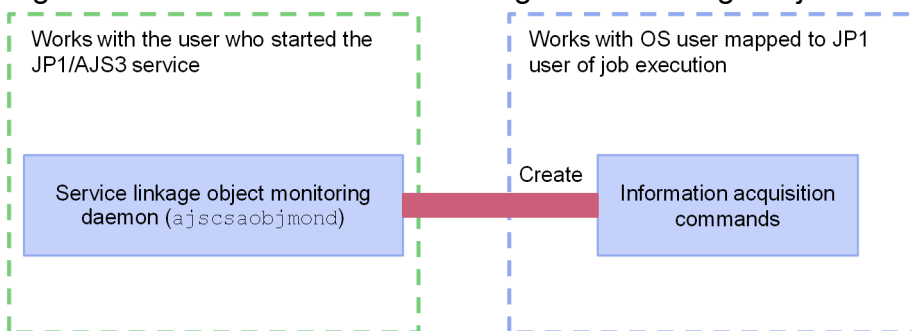 Works with the user who started the
JP1/AJS3 service
Works with OS user mapped to JP1
user of job execution
Service linkage object monitoring
daemon (ajscsaobjmond)
Create
Information acquisition
commands